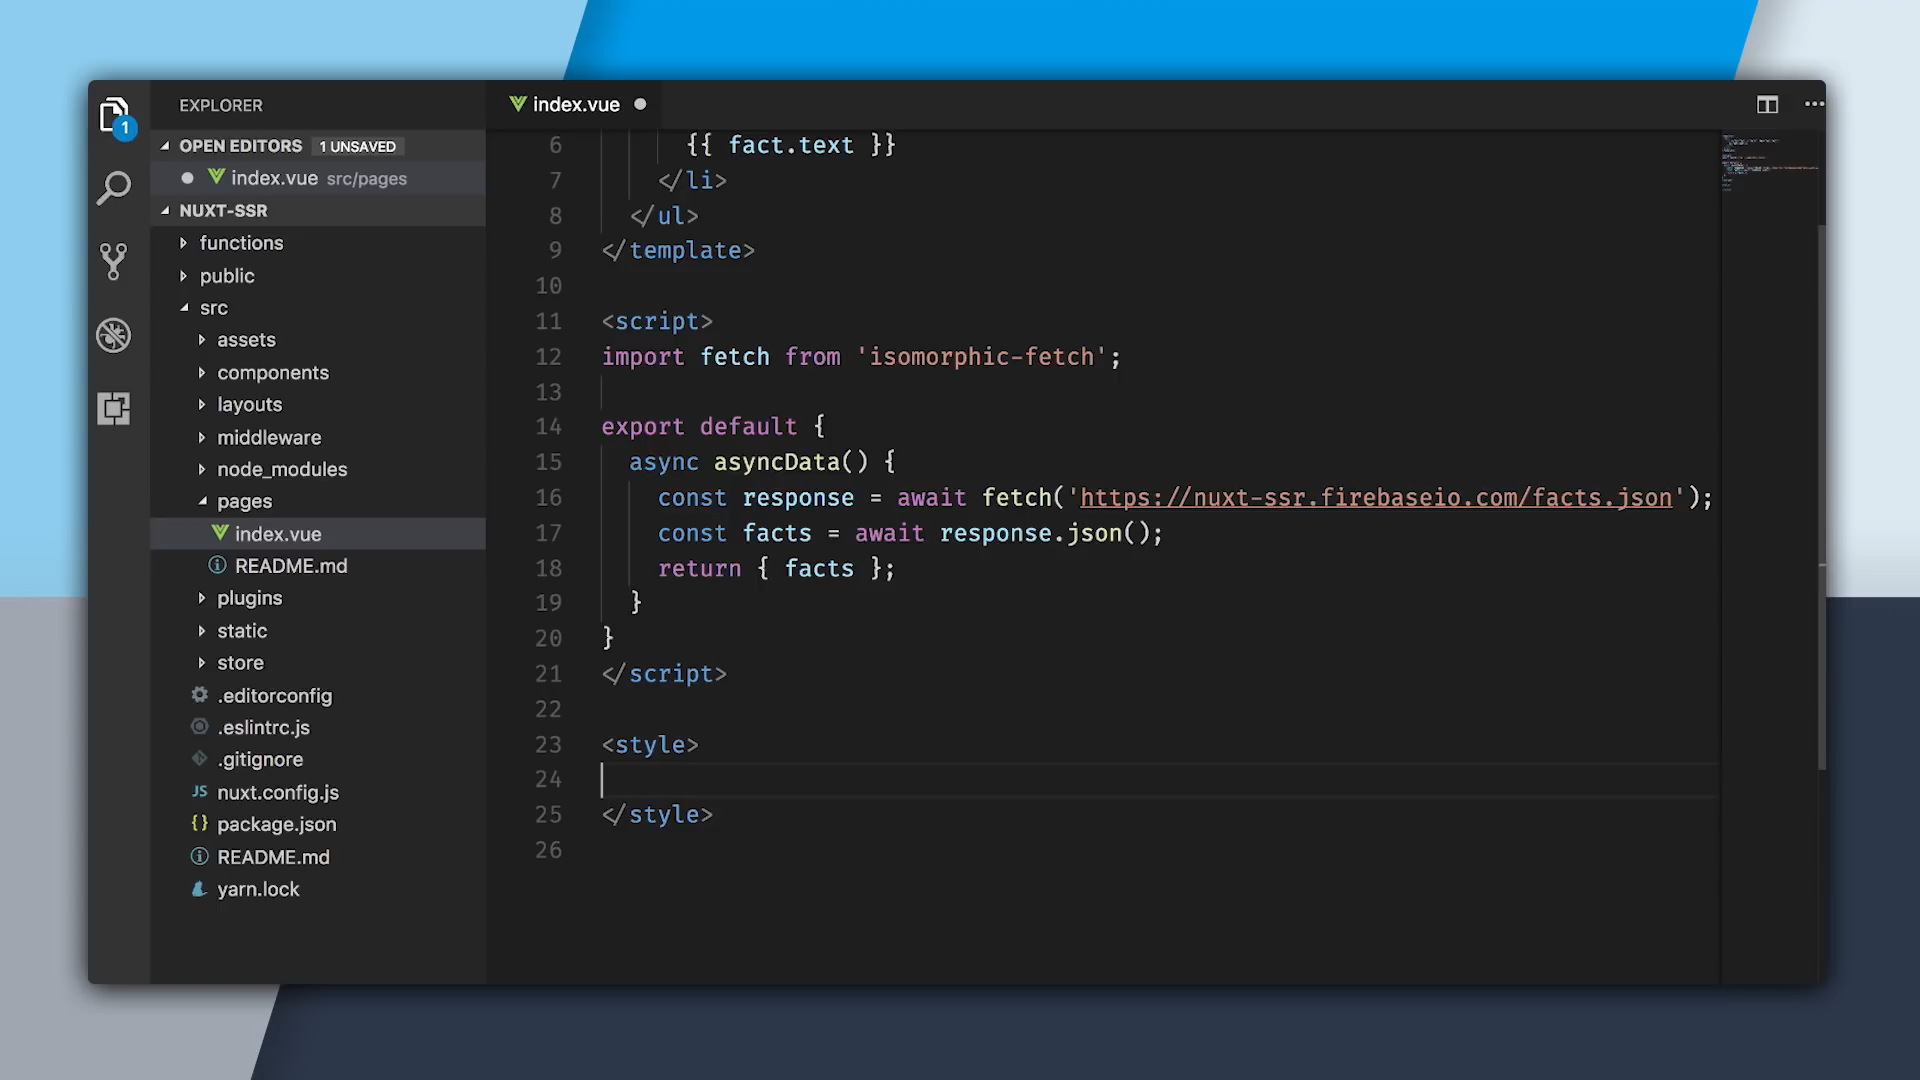 EXPLORER
1
OPEN EDITORS 1 UNSAVED
index.vue src/pages
NUXT-SSR
functions
public
src
assets
components
layouts
middleware
node_modules
pages
index.vue
README.md
plugins
static
store
.editorconfig
.eslintrc.js
.gitignore
JS nuxt.config.js
{} package.json
README.md
yarn.lock
index.vue
6 {{ fact.text }}
7 </li>
8 </ul>
9 </template>
10
11 <script>
12 import fetch from 'isomorphic-fetch';
13
14 export default {
15 async asyncData() {
16 const response = await fetch('https://nuxt-ssr.firebaseio.com/facts.json');
17 const facts = await response.json();
18 return { facts };
19 }
20 }
21 </script>
22
23 <style>
24
25 </style>
26